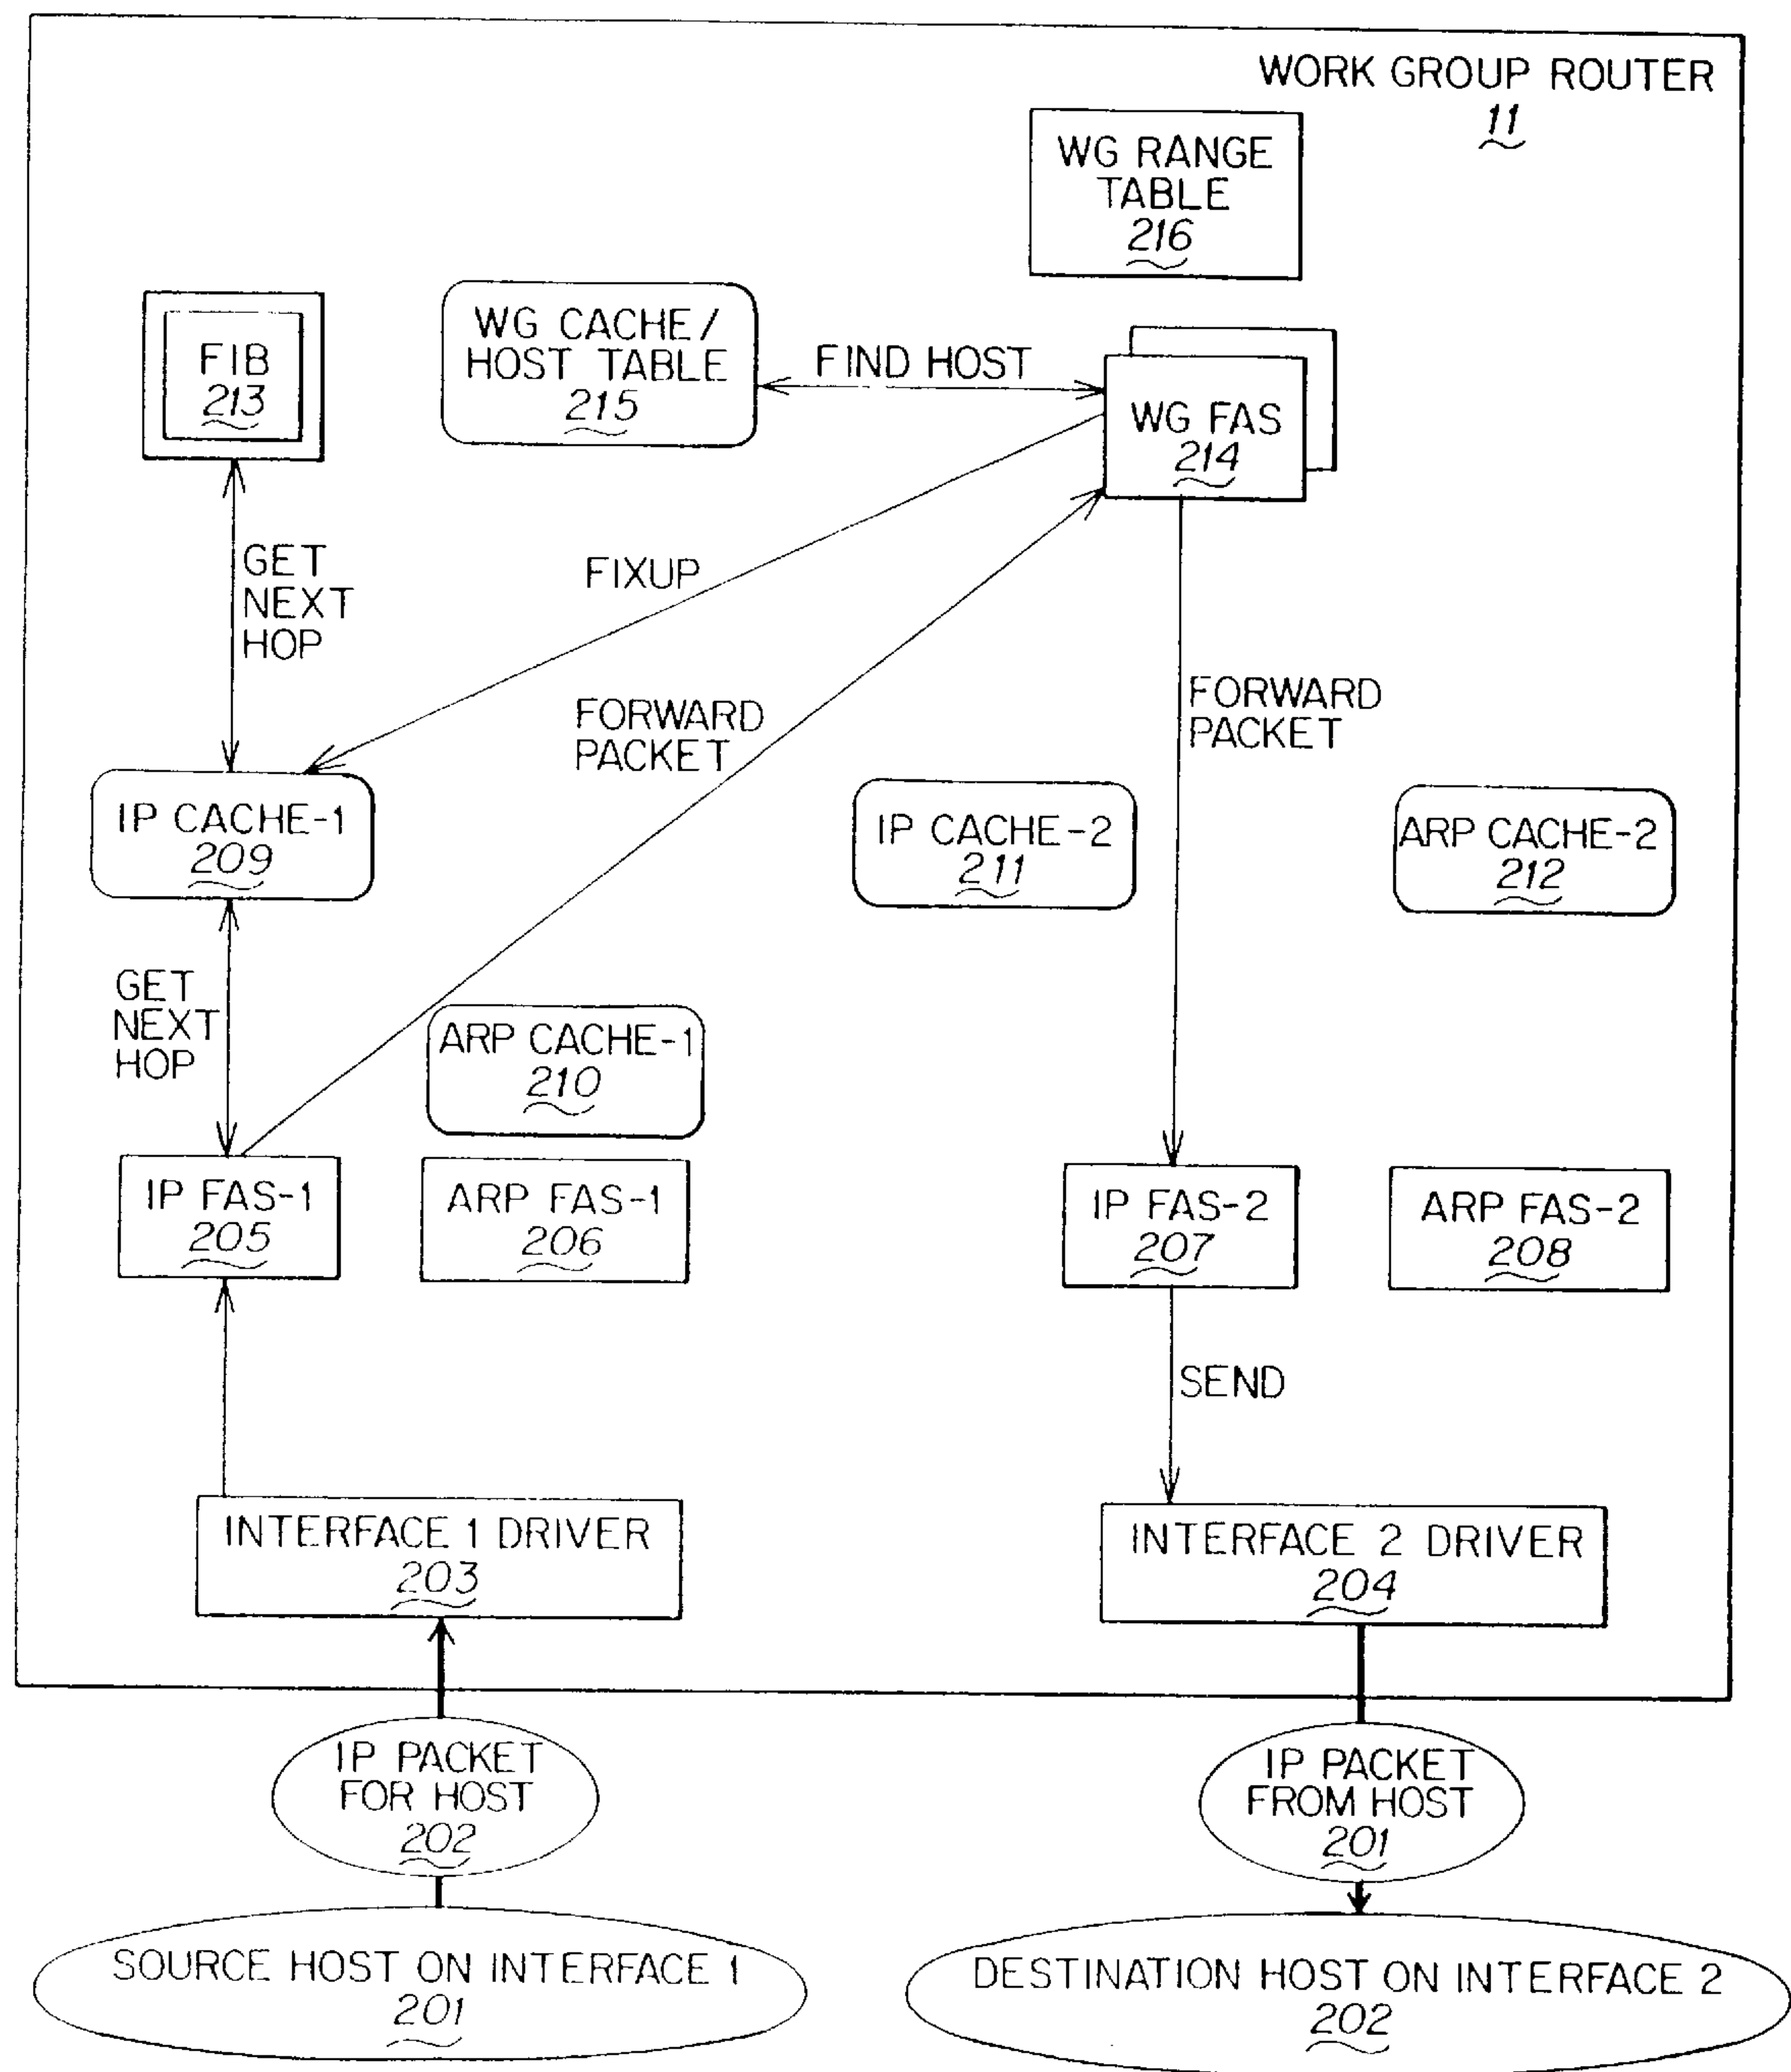 WORK GROUP ROUTER
11
WG RANGE
TABLE
216
FIB
213
WG CACHE/
HOST TABLE
215
FIND HOST
WG FAS
214
GET
NEXT
HOP
FIXUP
FORWARD
PACKET
FORWARD
PACKET
IP CACHE-1
209
IP CACHE-2
211
ARP CACHE-2
212
GET
NEXT
HOP
ARP CACHE-1
210
IP FAS-1
205
ARP FAS-1
206
IP FAS-2
207
ARP FAS-2
208
SEND
INTERFACE 1 DRIVER
203
INTERFACE 2 DRIVER
204
IP PACKET
FOR HOST
202
IP PACKET
FROM HOST
201
SOURCE HOST ON INTERFACE 1
201
DESTINATION HOST ON INTERFACE 2
202